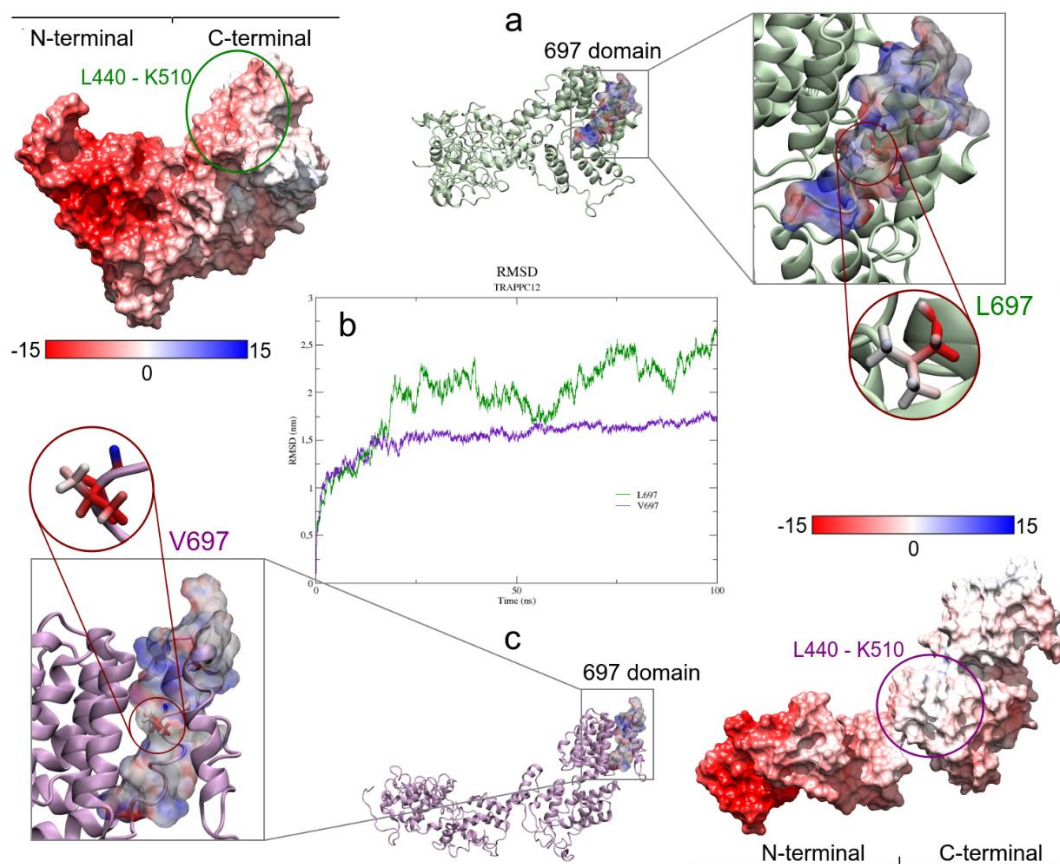 a
N-terminal C-terminal
L440 - K510
-15 15
0
697 domain
L697
b
RMSD
TRAPPC12
3
2,5
2
1,5
1
0,5
0
RMSD (nm)
0 50 100
Time (ns)
L697
V697
V697
c
697 domain
-15 15
0
L440 - K510
N-terminal C-terminal